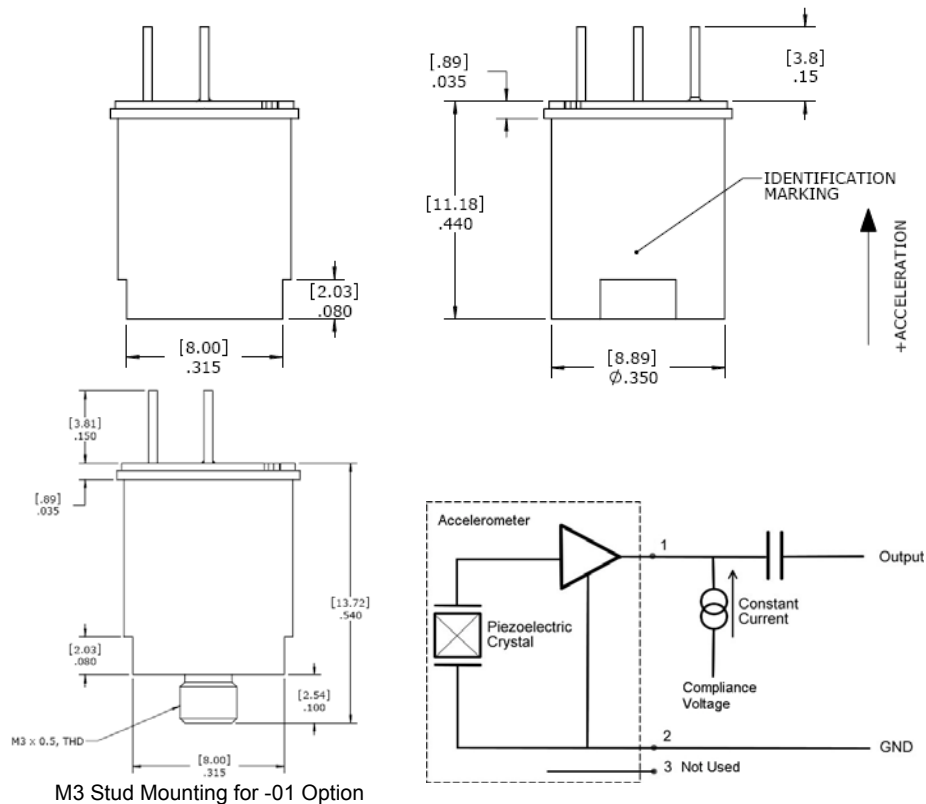 [.89]
.035
[3.8]
.15
[11.18]
.440
IDENTIFICATION
MARKING
+ACCELERATION
[2.03]
.080
[8.00]
.315
[8.89]
Ø.350
[3.81]
.150
[.89]
.035
[13.72]
.540
[2.03]
.080
[2.54]
.100
M3 x 0.5, THD
[8.00]
.315
M3 Stud Mounting for -01 Option
Accelerometer
1
Output
Constant
Current
Piezoelectric
Crystal
Compliance
Voltage
2
GND
3 Not Used